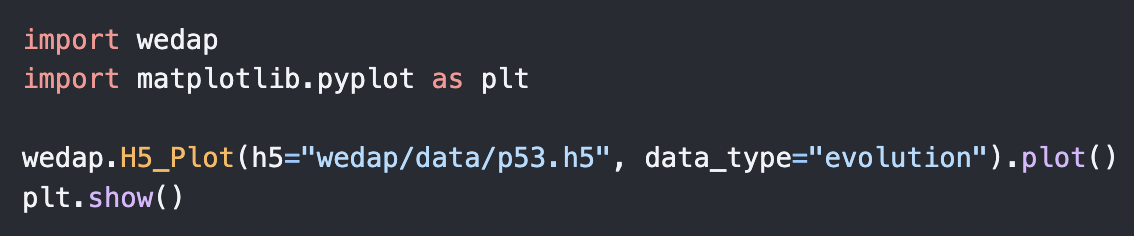 import wedap
import matplotlib.pyplot as plt
wedap.H5_Plot(h5="wedap/data/p53.h5", data_type="evolution").plot()
plt.show()